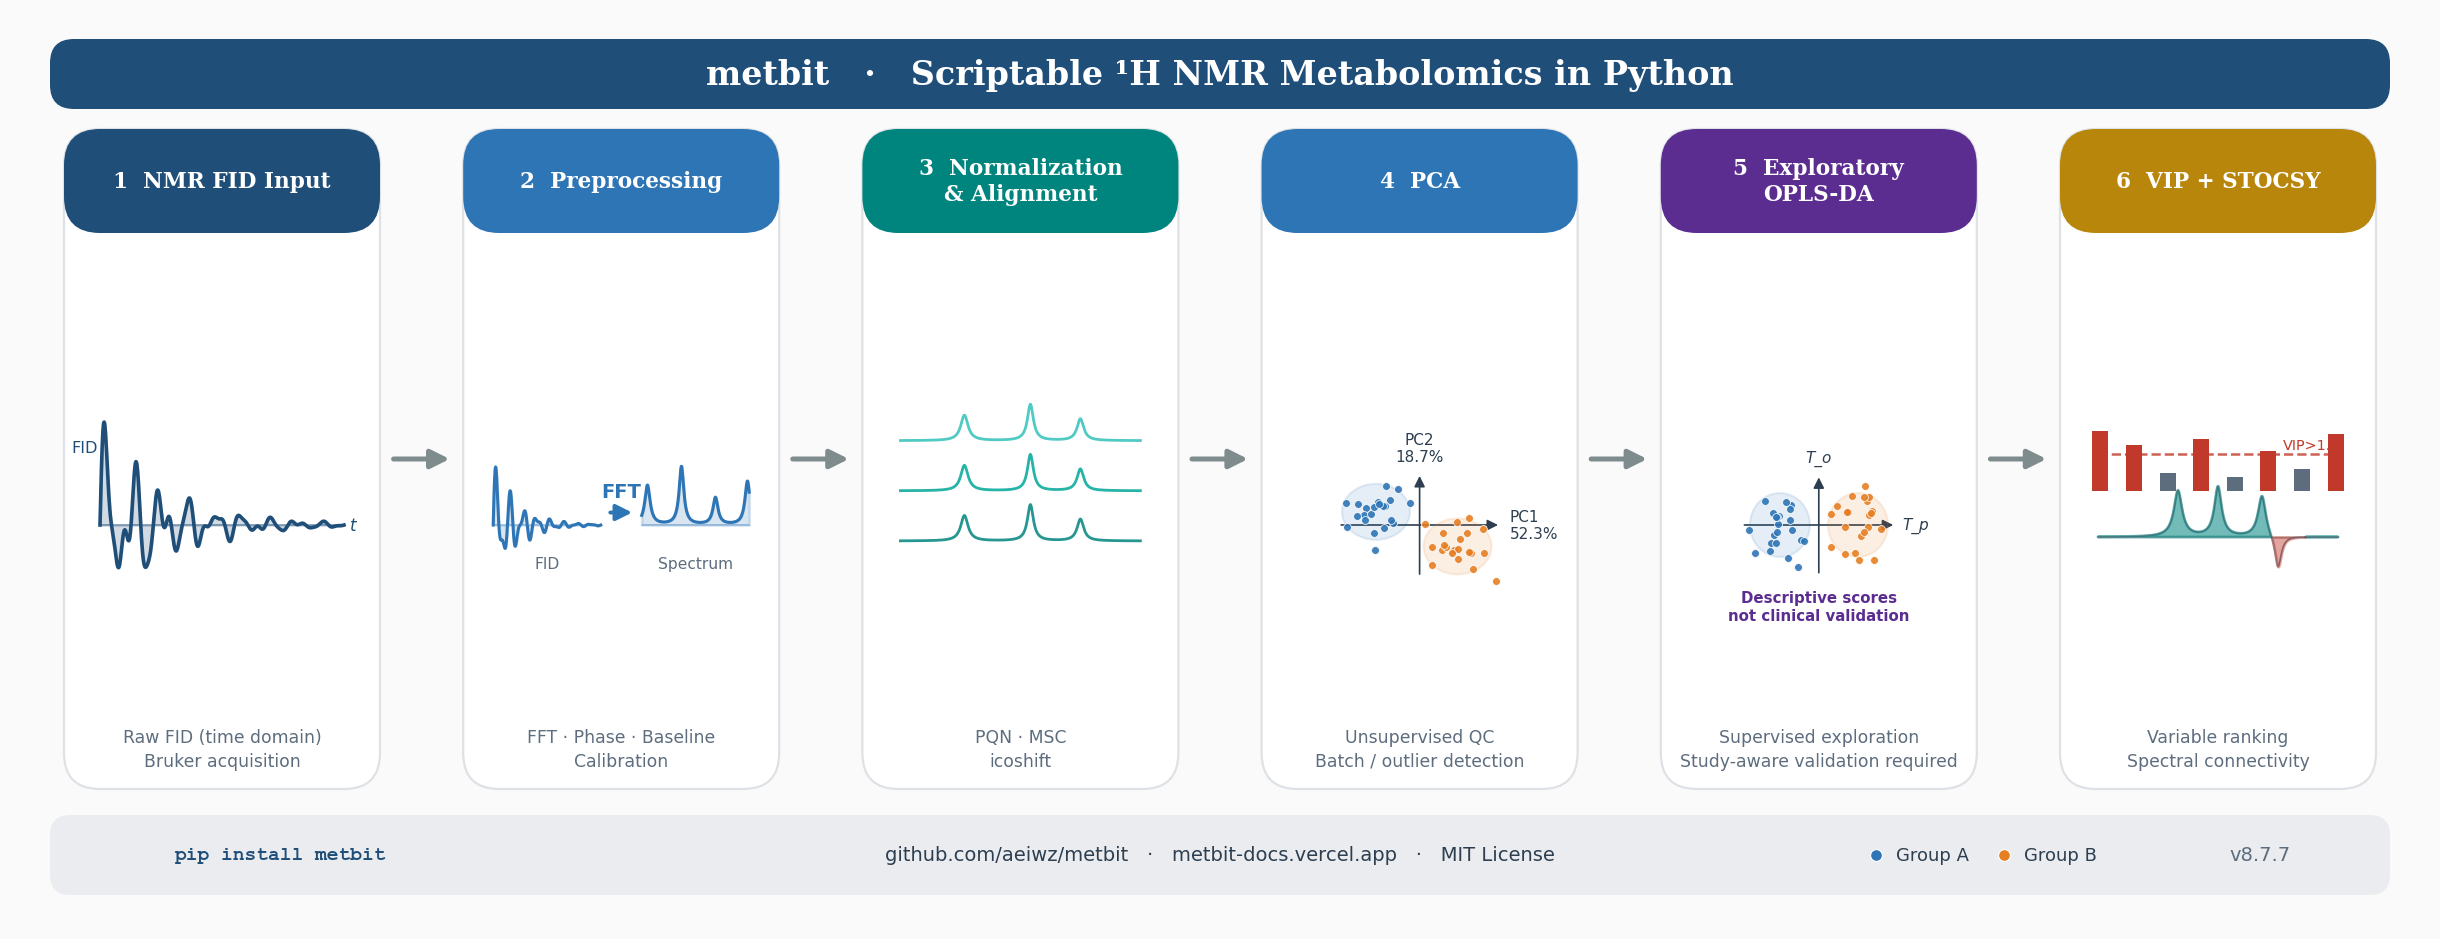 metbit · Scriptable ¹H NMR Metabolomics in Python
1 NMR FID Input
FID
t
Raw FID (time domain)
Bruker acquisition
2 Preprocessing
FFT
FID
Spectrum
FFT · Phase · Baseline
Calibration
3 Normalization
& Alignment
PQN · MSC
icoshift
4 PCA
PC2
18.7%
PC1
52.3%
Unsupervised QC
Batch / outlier detection
5 Exploratory
OPLS-DA
T_o
T_p
Descriptive scores
not clinical validation
Supervised exploration
Study-aware validation required
6 VIP + STOCSY
VIP>1.
Variable ranking
Spectral connectivity
pip install metbit
github.com/aeiwz/metbit · metbit-docs.vercel.app · MIT License
Group A
Group B
v8.7.7